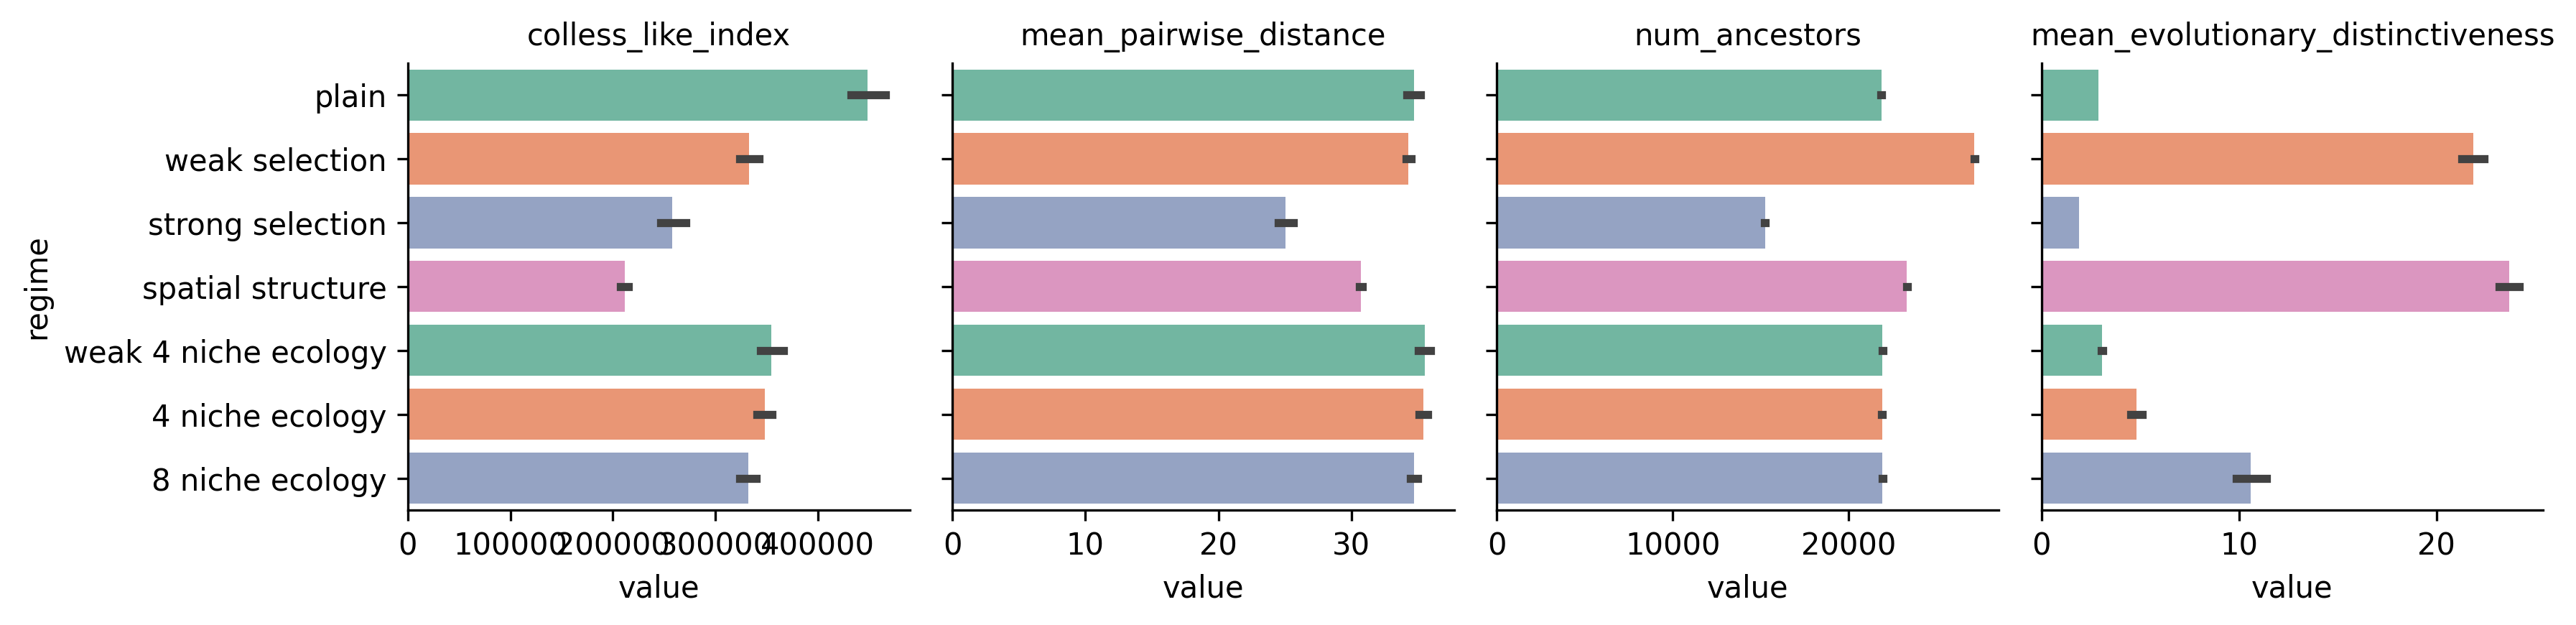 colless_like_index
mean_pairwise_distance
num_ancestors
mean_evolutionary_distinctiveness
regime
plain
weak selection
strong selection
spatial structure
weak 4 niche ecology
4 niche ecology
8 niche ecology
0 100000 200000 300000 400000
value
0 10 20 30
value
0 10000 20000
value
0 10 20
value